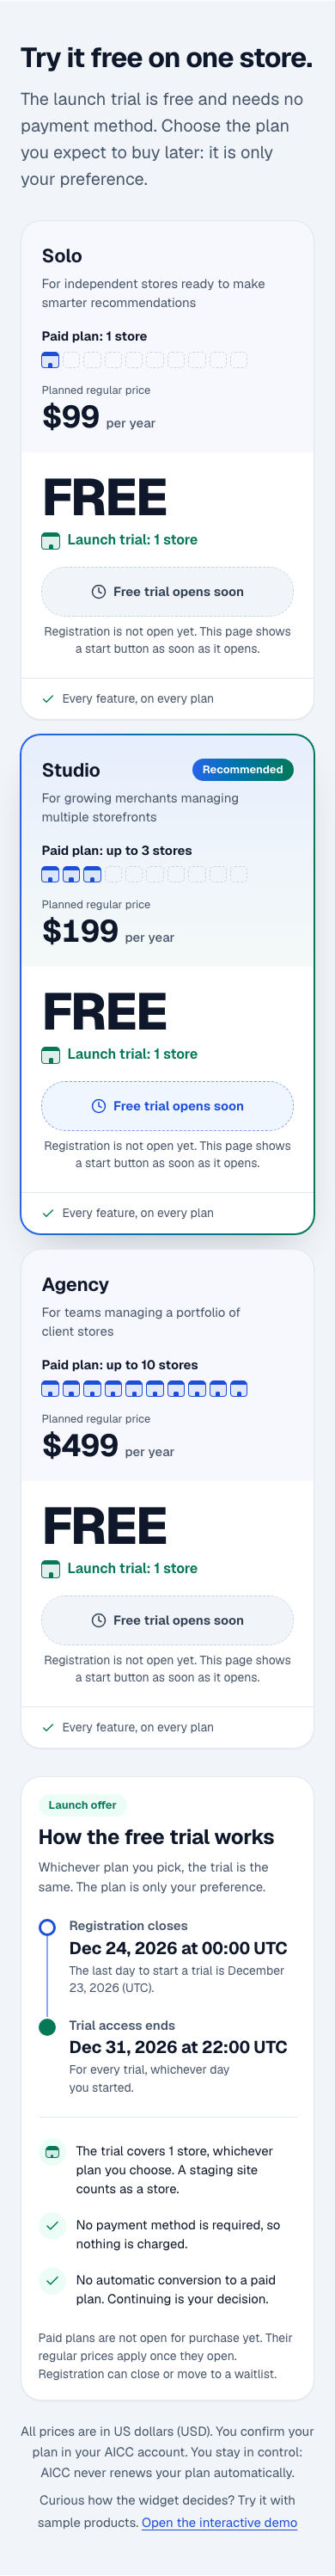 Try it free on one store.
The launch trial is free and needs no
payment method. Choose the plan
you expect to buy later: it is only
your preference.
Solo
For independent stores ready to make
smarter recommendations
Paid plan: 1 store
Planned regular price
$99 per year
FREE
Launch trial: 1 store
Free trial opens soon
Registration is not open yet. This page shows
a start button as soon as it opens.
Every feature, on every plan
Studio
Recommended
For growing merchants managing
multiple storefronts
Paid plan: up to 3 stores
Planned regular price
$199 per year
FREE
Launch trial: 1 store
Free trial opens soon
Registration is not open yet. This page shows
a start button as soon as it opens.
Every feature, on every plan
Agency
For teams managing a portfolio of
client stores
Paid plan: up to 10 stores
Planned regular price
$499 per year
FREE
Launch trial: 1 store
Free trial opens soon
Registration is not open yet. This page shows
a start button as soon as it opens.
Every feature, on every plan
Launch offer
How the free trial works
Whichever plan you pick, the trial is the
same. The plan is only your preference.
Registration closes
Dec 24, 2026 at 00:00 UTC
The last day to start a trial is December
23, 2026 (UTC).
Trial access ends
Dec 31, 2026 at 22:00 UTC
For every trial, whichever day
you started.
The trial covers 1 store, whichever
plan you choose. A staging site
counts as a store.
No payment method is required, so
nothing is charged.
No automatic conversion to a paid
plan. Continuing is your decision.
Paid plans are not open for purchase yet. Their
regular prices apply once they open.
Registration can close or move to a waitlist.
All prices are in US dollars (USD). You confirm your
plan in your AICC account. You stay in control:
AICC never renews your plan automatically.
Curious how the widget decides? Try it with
sample products. Open the interactive demo